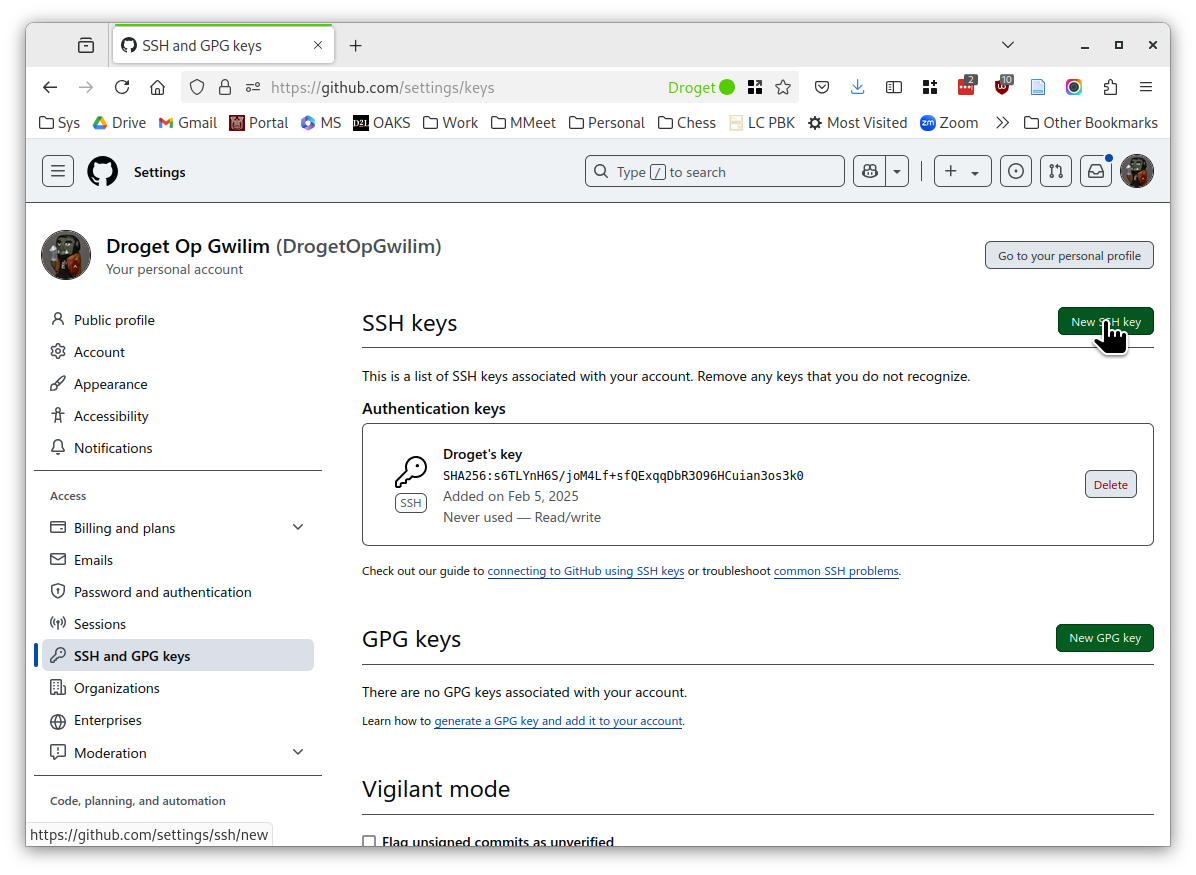 SSH and GPG keys
https://github.com/settings/keys
Droget
2
10
Sys Drive Gmail Portal MS D2L OAKS Work MMeet Personal Chess LC PBK Most Visited zm Zoom Other Bookmarks
Settings
Type / to search
Droget Op Gwilim (DrogetOpGwilim)
Your personal account
Go to your personal profile
Public profile
Account
Appearance
Accessibility
Notifications
Access
Billing and plans
Emails
Password and authentication
Sessions
SSH and GPG keys
Organizations
Enterprises
Moderation
Code, planning, and automation
https://github.com/settings/ssh/new
SSH keys
New SSH key
This is a list of SSH keys associated with your account. Remove any keys that you do not recognize.
Authentication keys
Droget's key
SHA256:s6TLYnH6S/joM4Lf+sfQExqqDbR3O96HCuian3os3k0
SSH
Added on Feb 5, 2025
Never used — Read/write
Delete
Check out our guide to connecting to GitHub using SSH keys or troubleshoot common SSH problems.
GPG keys
New GPG key
There are no GPG keys associated with your account.
Learn how to generate a GPG key and add it to your account.
Vigilant mode
Flag unsigned commits as unverified